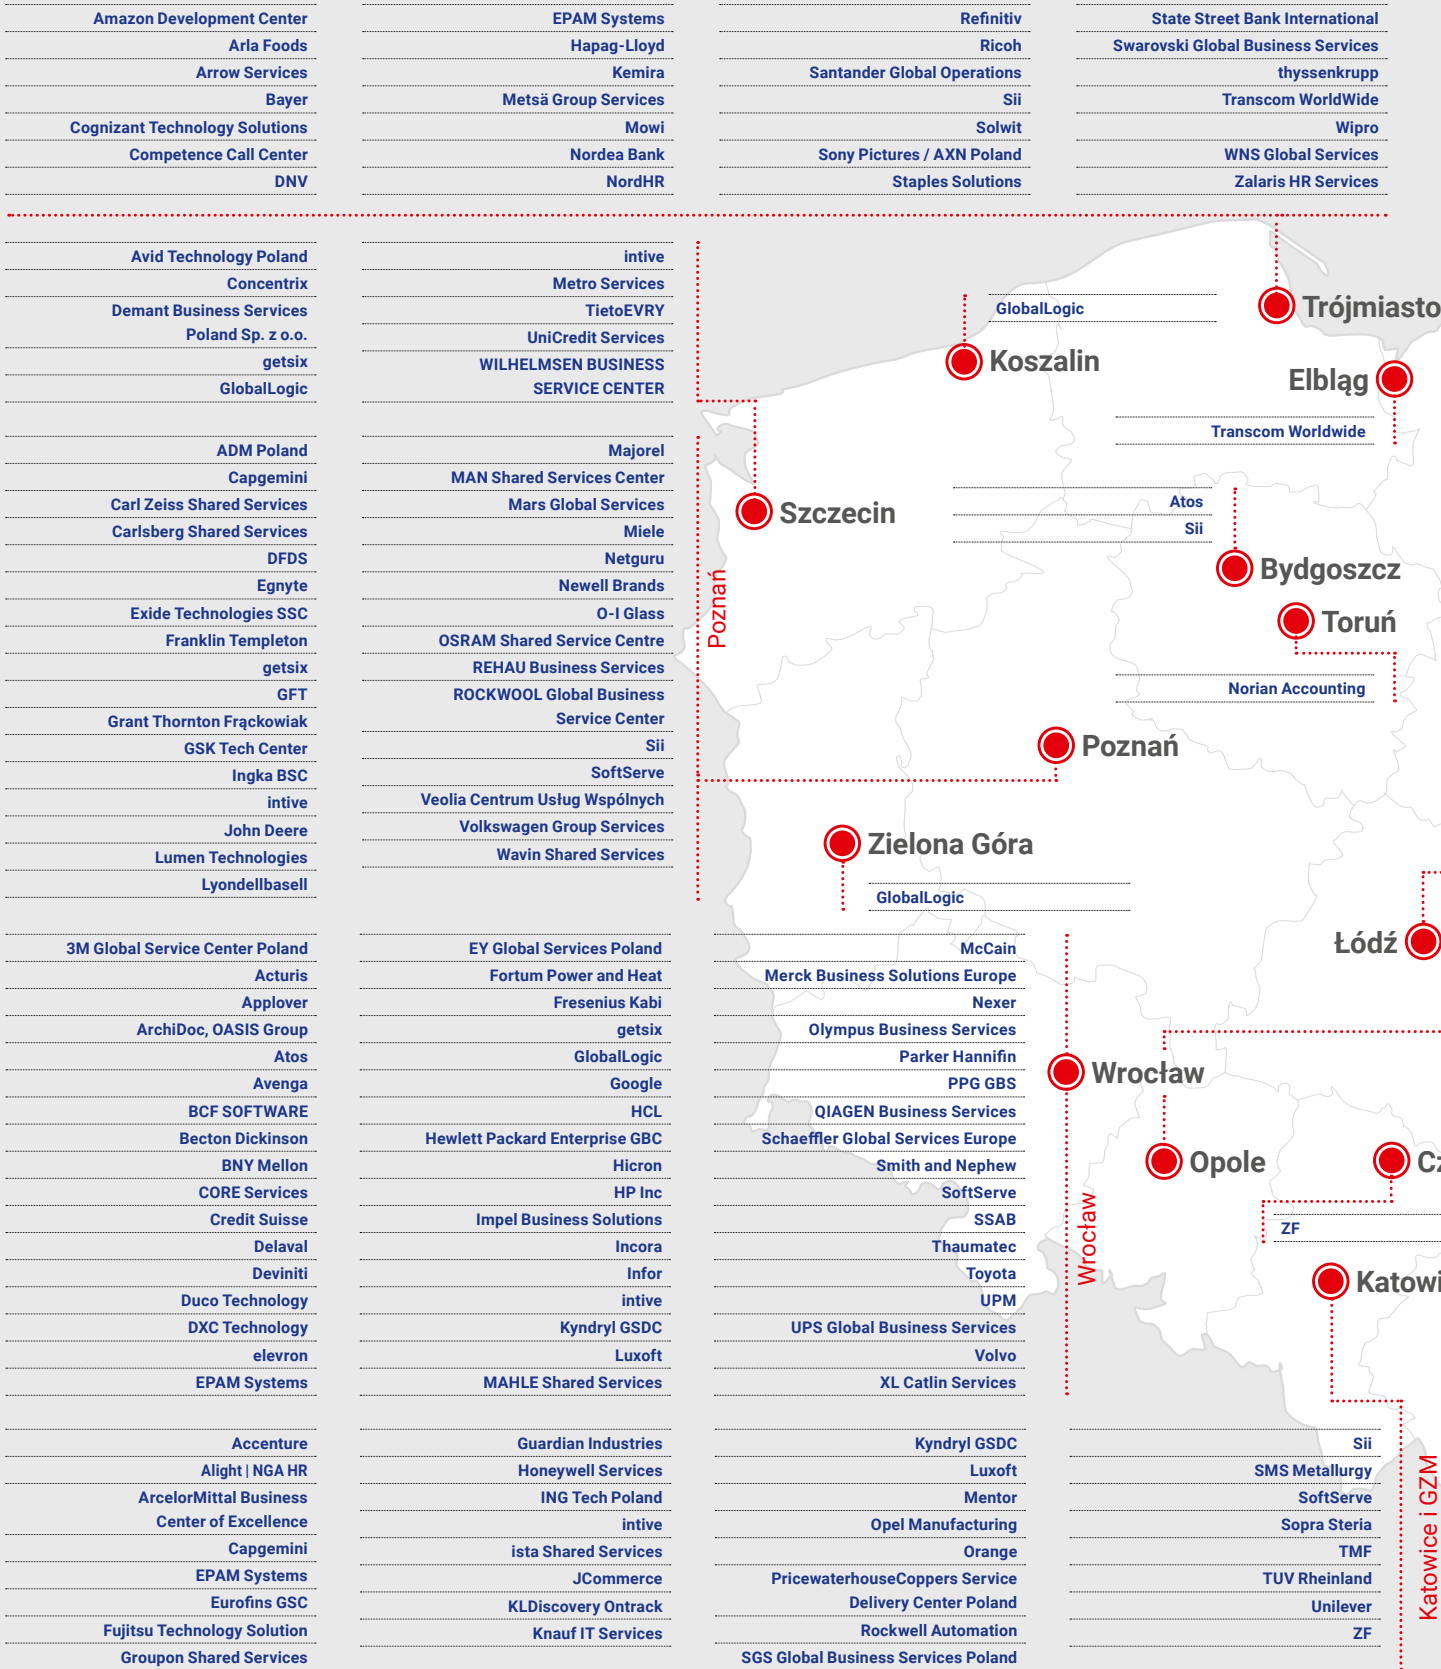 Amazon Development Center
Arla Foods
Arrow Services
Bayer
Cognizant Technology Solutions
Competence Call Center
DNV
EPAM Systems
Hapag-Lloyd
Kemira
Metsä Group Services
Mowi
Nordea Bank
NordHR
Refinitiv
Ricoh
Santander Global Operations
Sii
Solwit
Sony Pictures / AXN Poland
Staples Solutions
State Street Bank International
Swarovski Global Business Services
thyssenkrupp
Transcom WorldWide
Wipro
WNS Global Services
Zalaris HR Services
Trójmiasto
Avid Technology Poland
Concentrix
Demant Business Services
Poland Sp. z o.o.
getsix
GlobalLogic
intive
Metro Services
TietoEVRY
UniCredit Services
WILHELMSEN BUSINESS
SERVICE CENTER
Szczecin
GlobalLogic
Koszalin
Elbląg
Transcom Worldwide
Atos
Sii
Bydgoszcz
Toruń
Norian Accounting
ADM Poland
Capgemini
Carl Zeiss Shared Services
Carlsberg Shared Services
DFDS
Egnyte
Exide Technologies SSC
Franklin Templeton
getsix
GFT
Grant Thornton Frąckowiak
GSK Tech Center
Ingka BSC
intive
John Deere
Lumen Technologies
Lyondellbasell
Majorel
MAN Shared Services Center
Mars Global Services
Miele
Netguru
Newell Brands
O-I Glass
OSRAM Shared Service Centre
REHAU Business Services
ROCKWOOL Global Business
Service Center
Sii
SoftServe
Veolia Centrum Usług Wspólnych
Volkswagen Group Services
Wavin Shared Services
Poznań
Poznań
Zielona Góra
GlobalLogic
Łódź
3M Global Service Center Poland
Acturis
Applover
ArchiDoc, OASIS Group
Atos
Avenga
BCF SOFTWARE
Becton Dickinson
BNY Mellon
CORE Services
Credit Suisse
Delaval
Deviniti
Duco Technology
DXC Technology
elevron
EPAM Systems
EY Global Services Poland
Fortum Power and Heat
Fresenius Kabi
getsix
GlobalLogic
Google
HCL
Hewlett Packard Enterprise GBC
Hicron
HP Inc
Impel Business Solutions
Incora
Infor
intive
Kyndryl GSDC
Luxoft
MAHLE Shared Services
McCain
Merck Business Solutions Europe
Nexer
Olympus Business Services
Parker Hannifin
PPG GBS
QIAGEN Business Services
Schaeffler Global Services Europe
Smith and Nephew
SoftServe
SSAB
Thaumatec
Toyota
UPM
UPS Global Business Services
Volvo
XL Catlin Services
Wrocław
Wrocław
Opole
Cz
ZF
Katowi
Accenture
Alight | NGA HR
ArcelorMittal Business
Center of Excellence
Capgemini
EPAM Systems
Eurofins GSC
Fujitsu Technology Solution
Groupon Shared Services
Guardian Industries
Honeywell Services
ING Tech Poland
intive
ista Shared Services
JCommerce
KLDiscovery Ontrack
Knauf IT Services
Kyndryl GSDC
Luxoft
Mentor
Opel Manufacturing
Orange
PricewaterhouseCoppers Service
Delivery Center Poland
Rockwell Automation
SGS Global Business Services Poland
Sii
SMS Metallurgy
SoftServe
Sopra Steria
TMF
TUV Rheinland
Unilever
ZF
Katowice i GZM